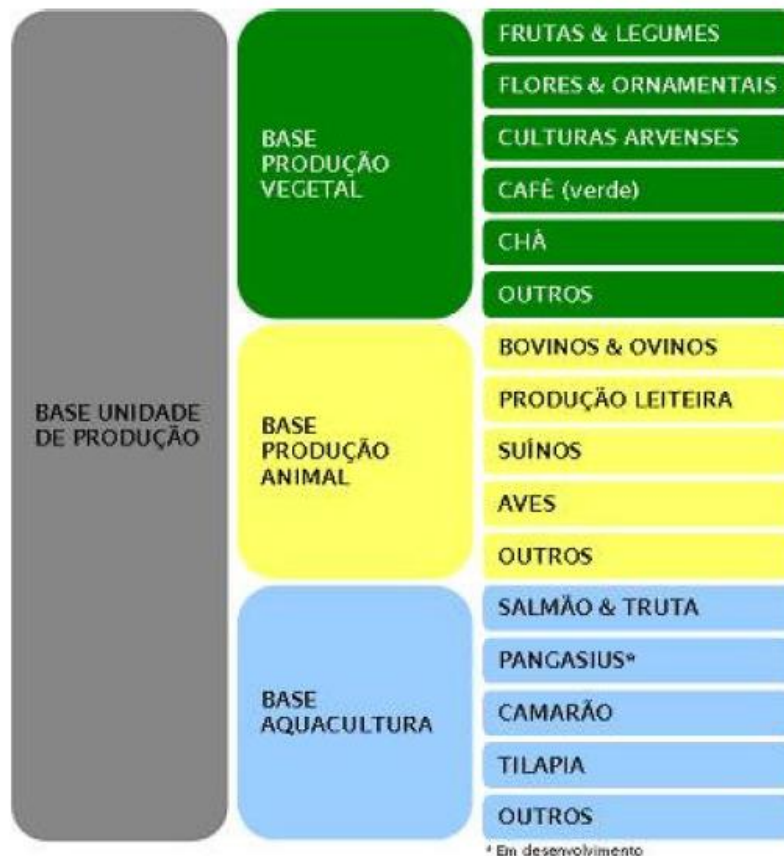 BASE UNIDADE
DE PRODUÇÃO
BASE
PRODUÇÃO
VEGETAL
FRUTAS & LEGUMES
FLORES & ORNAMENTAIS
CULTURAS ARVENSES
CAFÊ (verde)
CHÁ
OUTROS
BASE
PRODUÇÃO
ANIMAL
BOVINOS & OVINOS
PRODUÇÃO LEITEIRA
SUÍNOS
AVES
OUTROS
BASE
AQUACULTURA
SALMÃO & TRUTA
PANGASIUS*
CAMARÃO
TILAPIA
OUTROS
* Em desenvolvimento